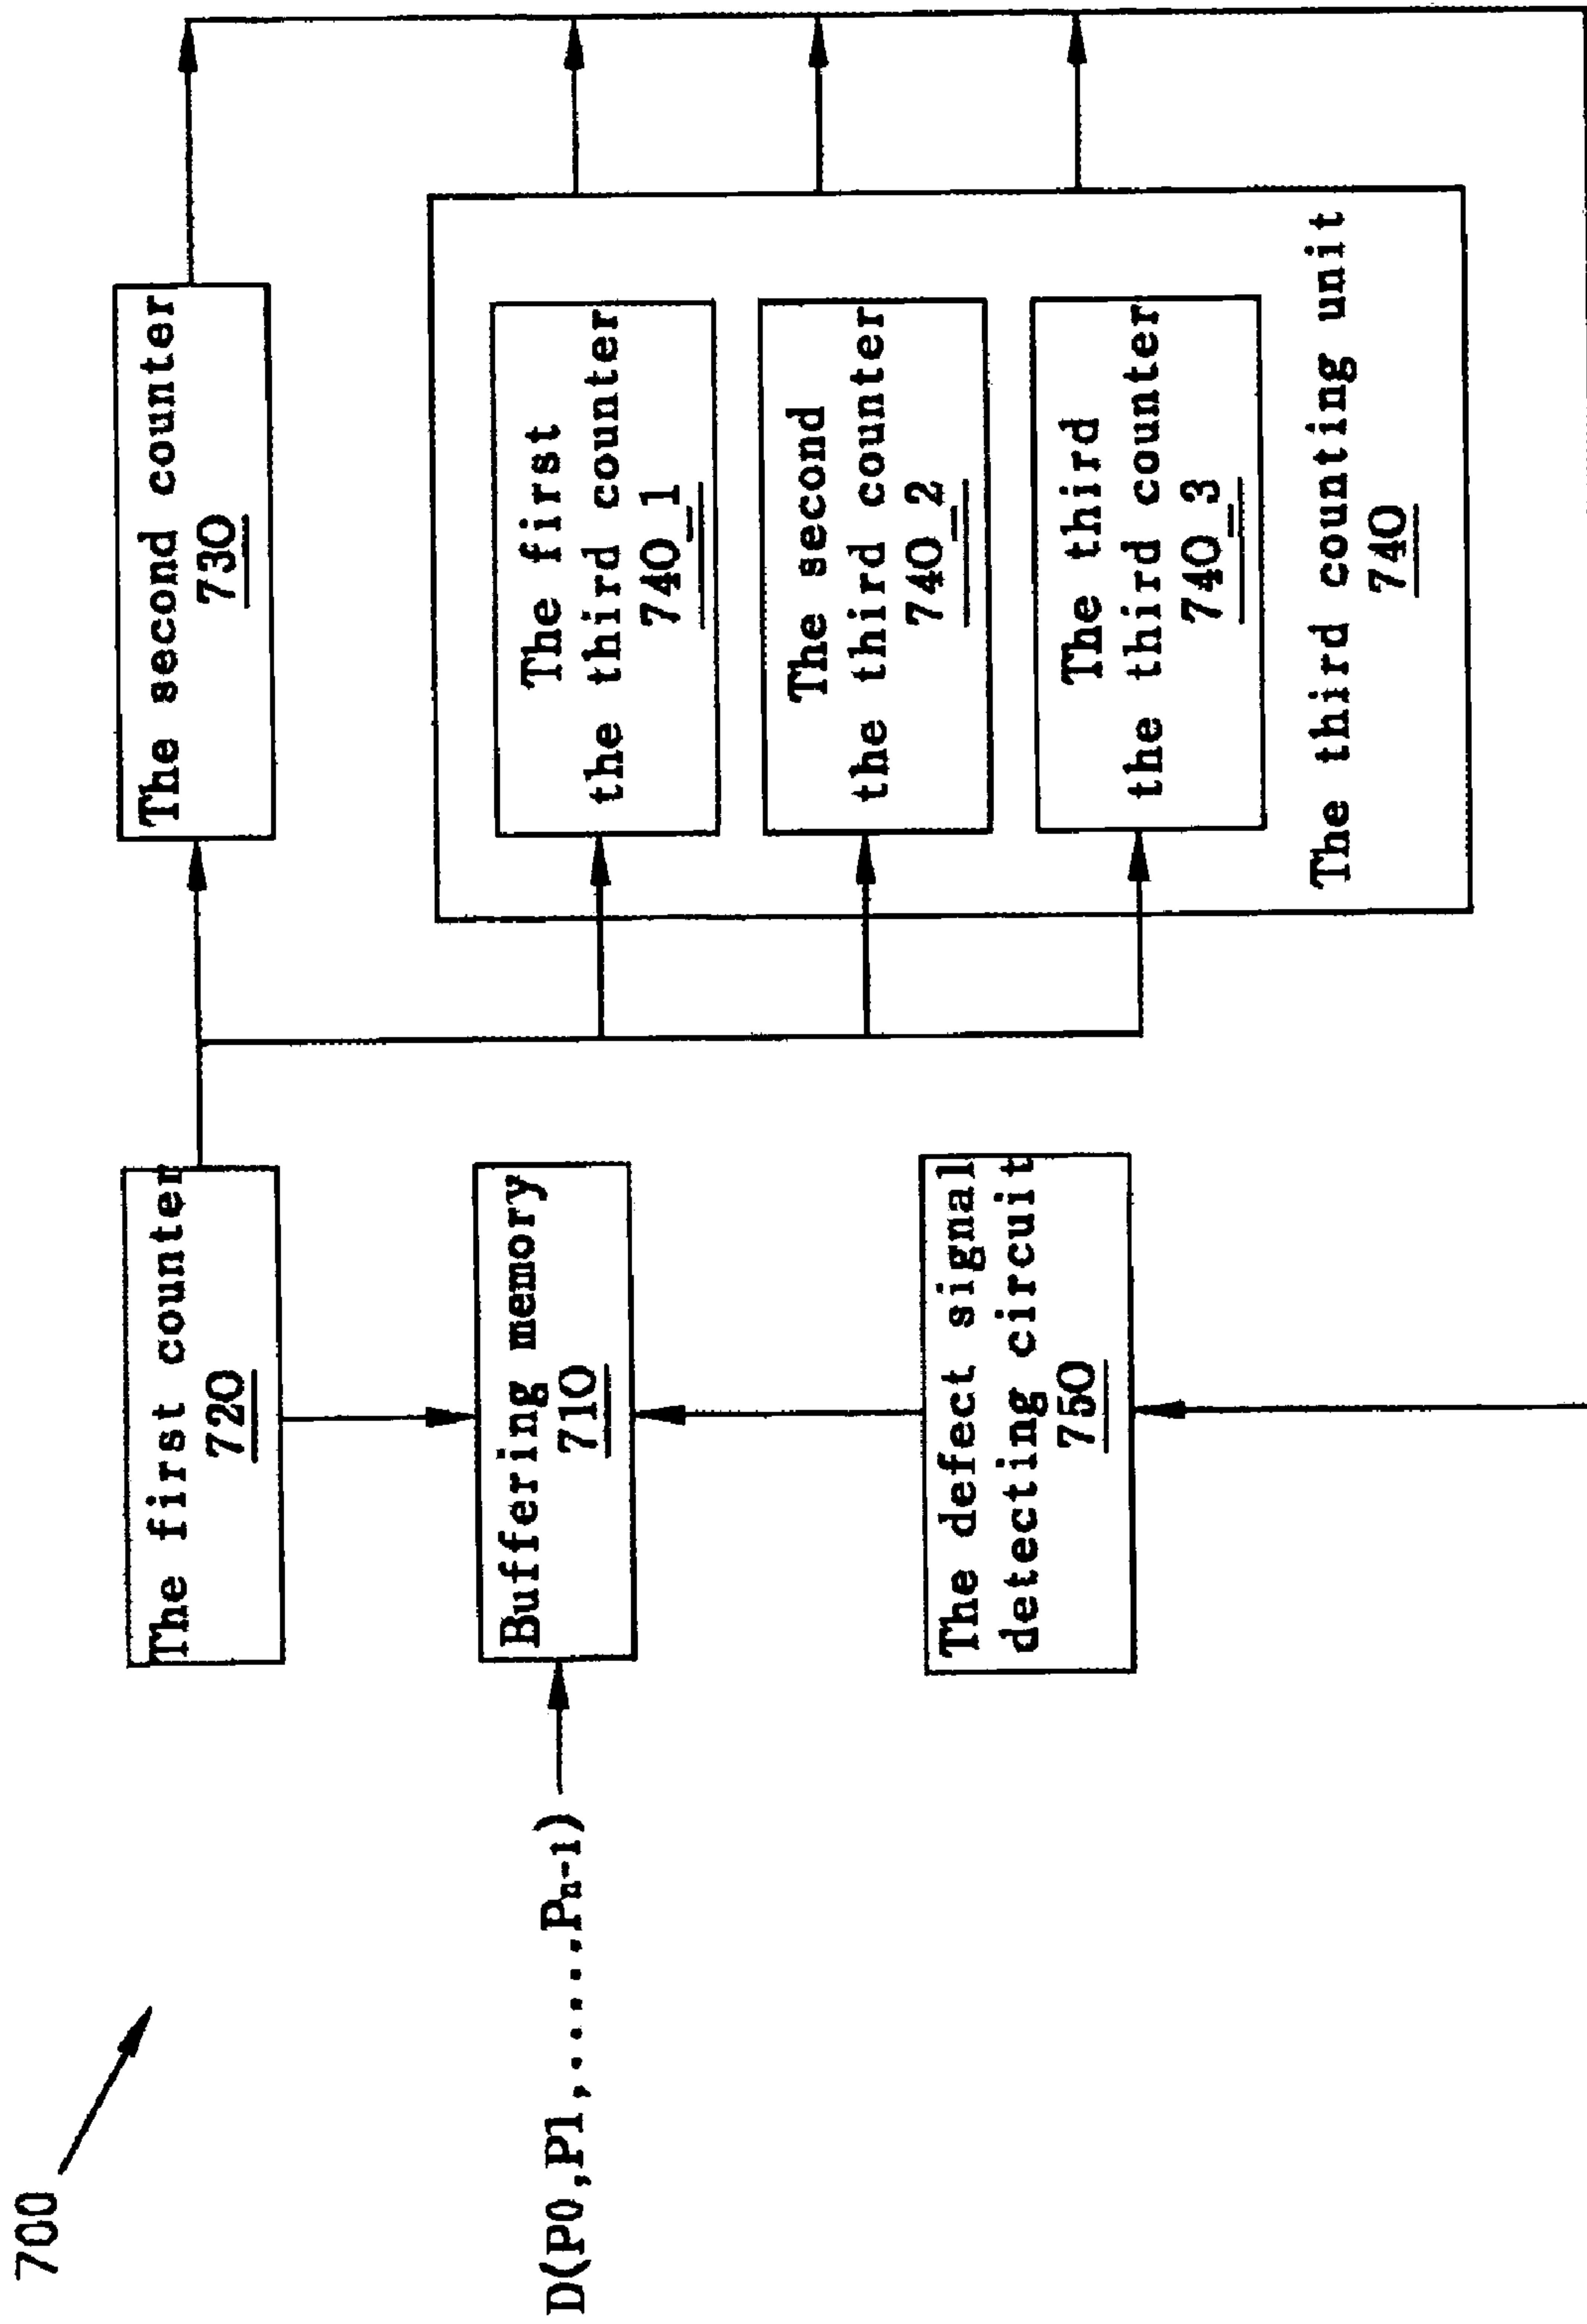 700
The first counter
720
The second counter
730
D(P0,P1,......Pn-1)
Buffering memory
710
The first
the third counter
740_1
The second
the third counter
740_2
The third
the third counter
740_3
The third counting unit
740
The defect signal
detecting circuit
750